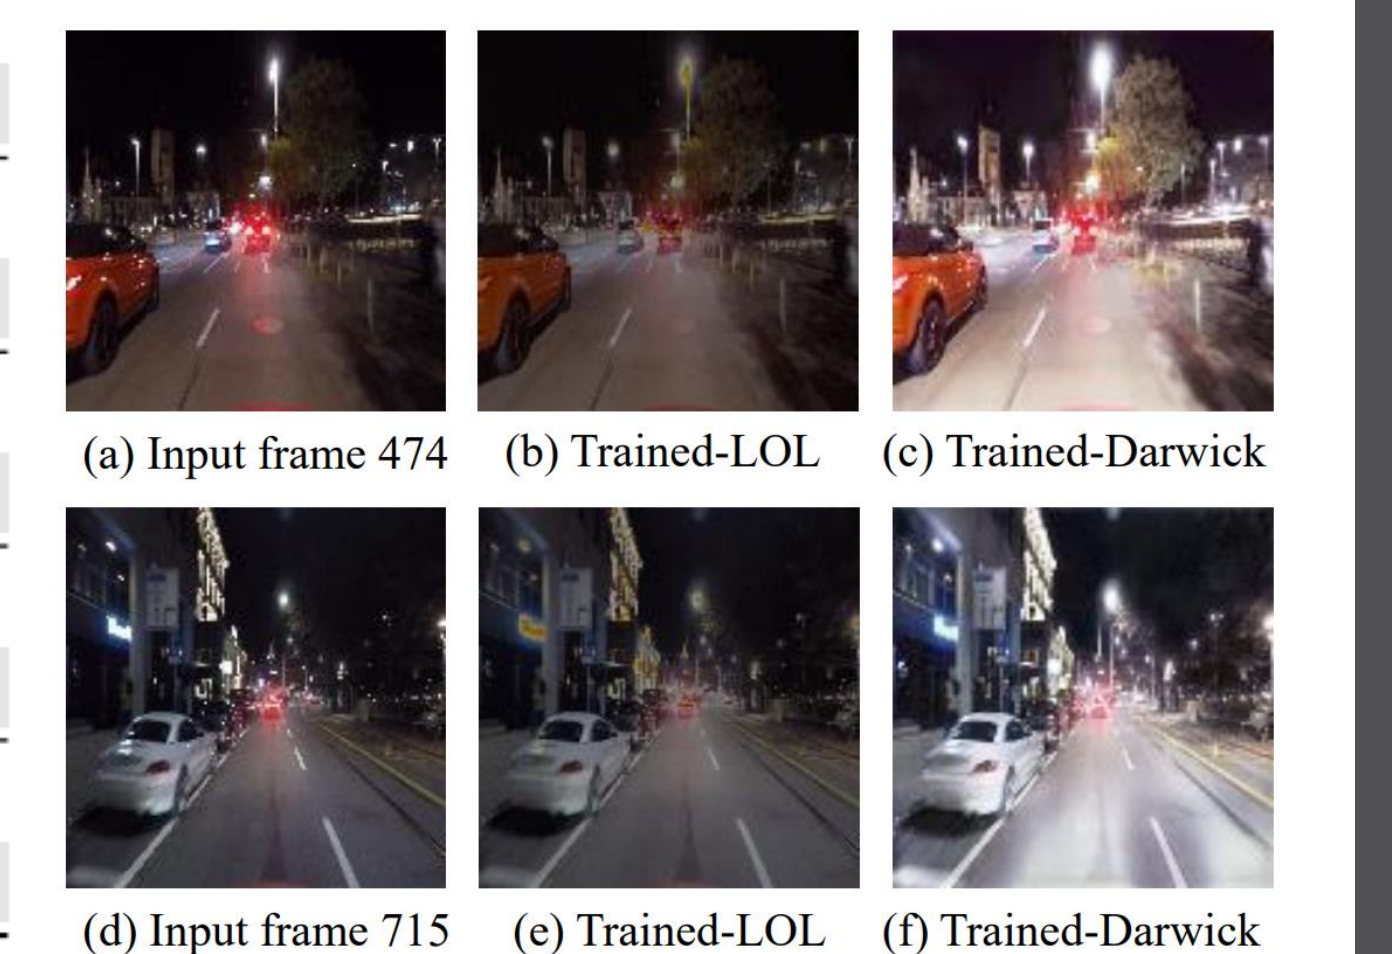 (a) Input frame 474
(b) Trained-LOL
(c) Trained-Darwick
(d) Input frame 715
(e) Trained-LOL
(f) Trained-Darwick